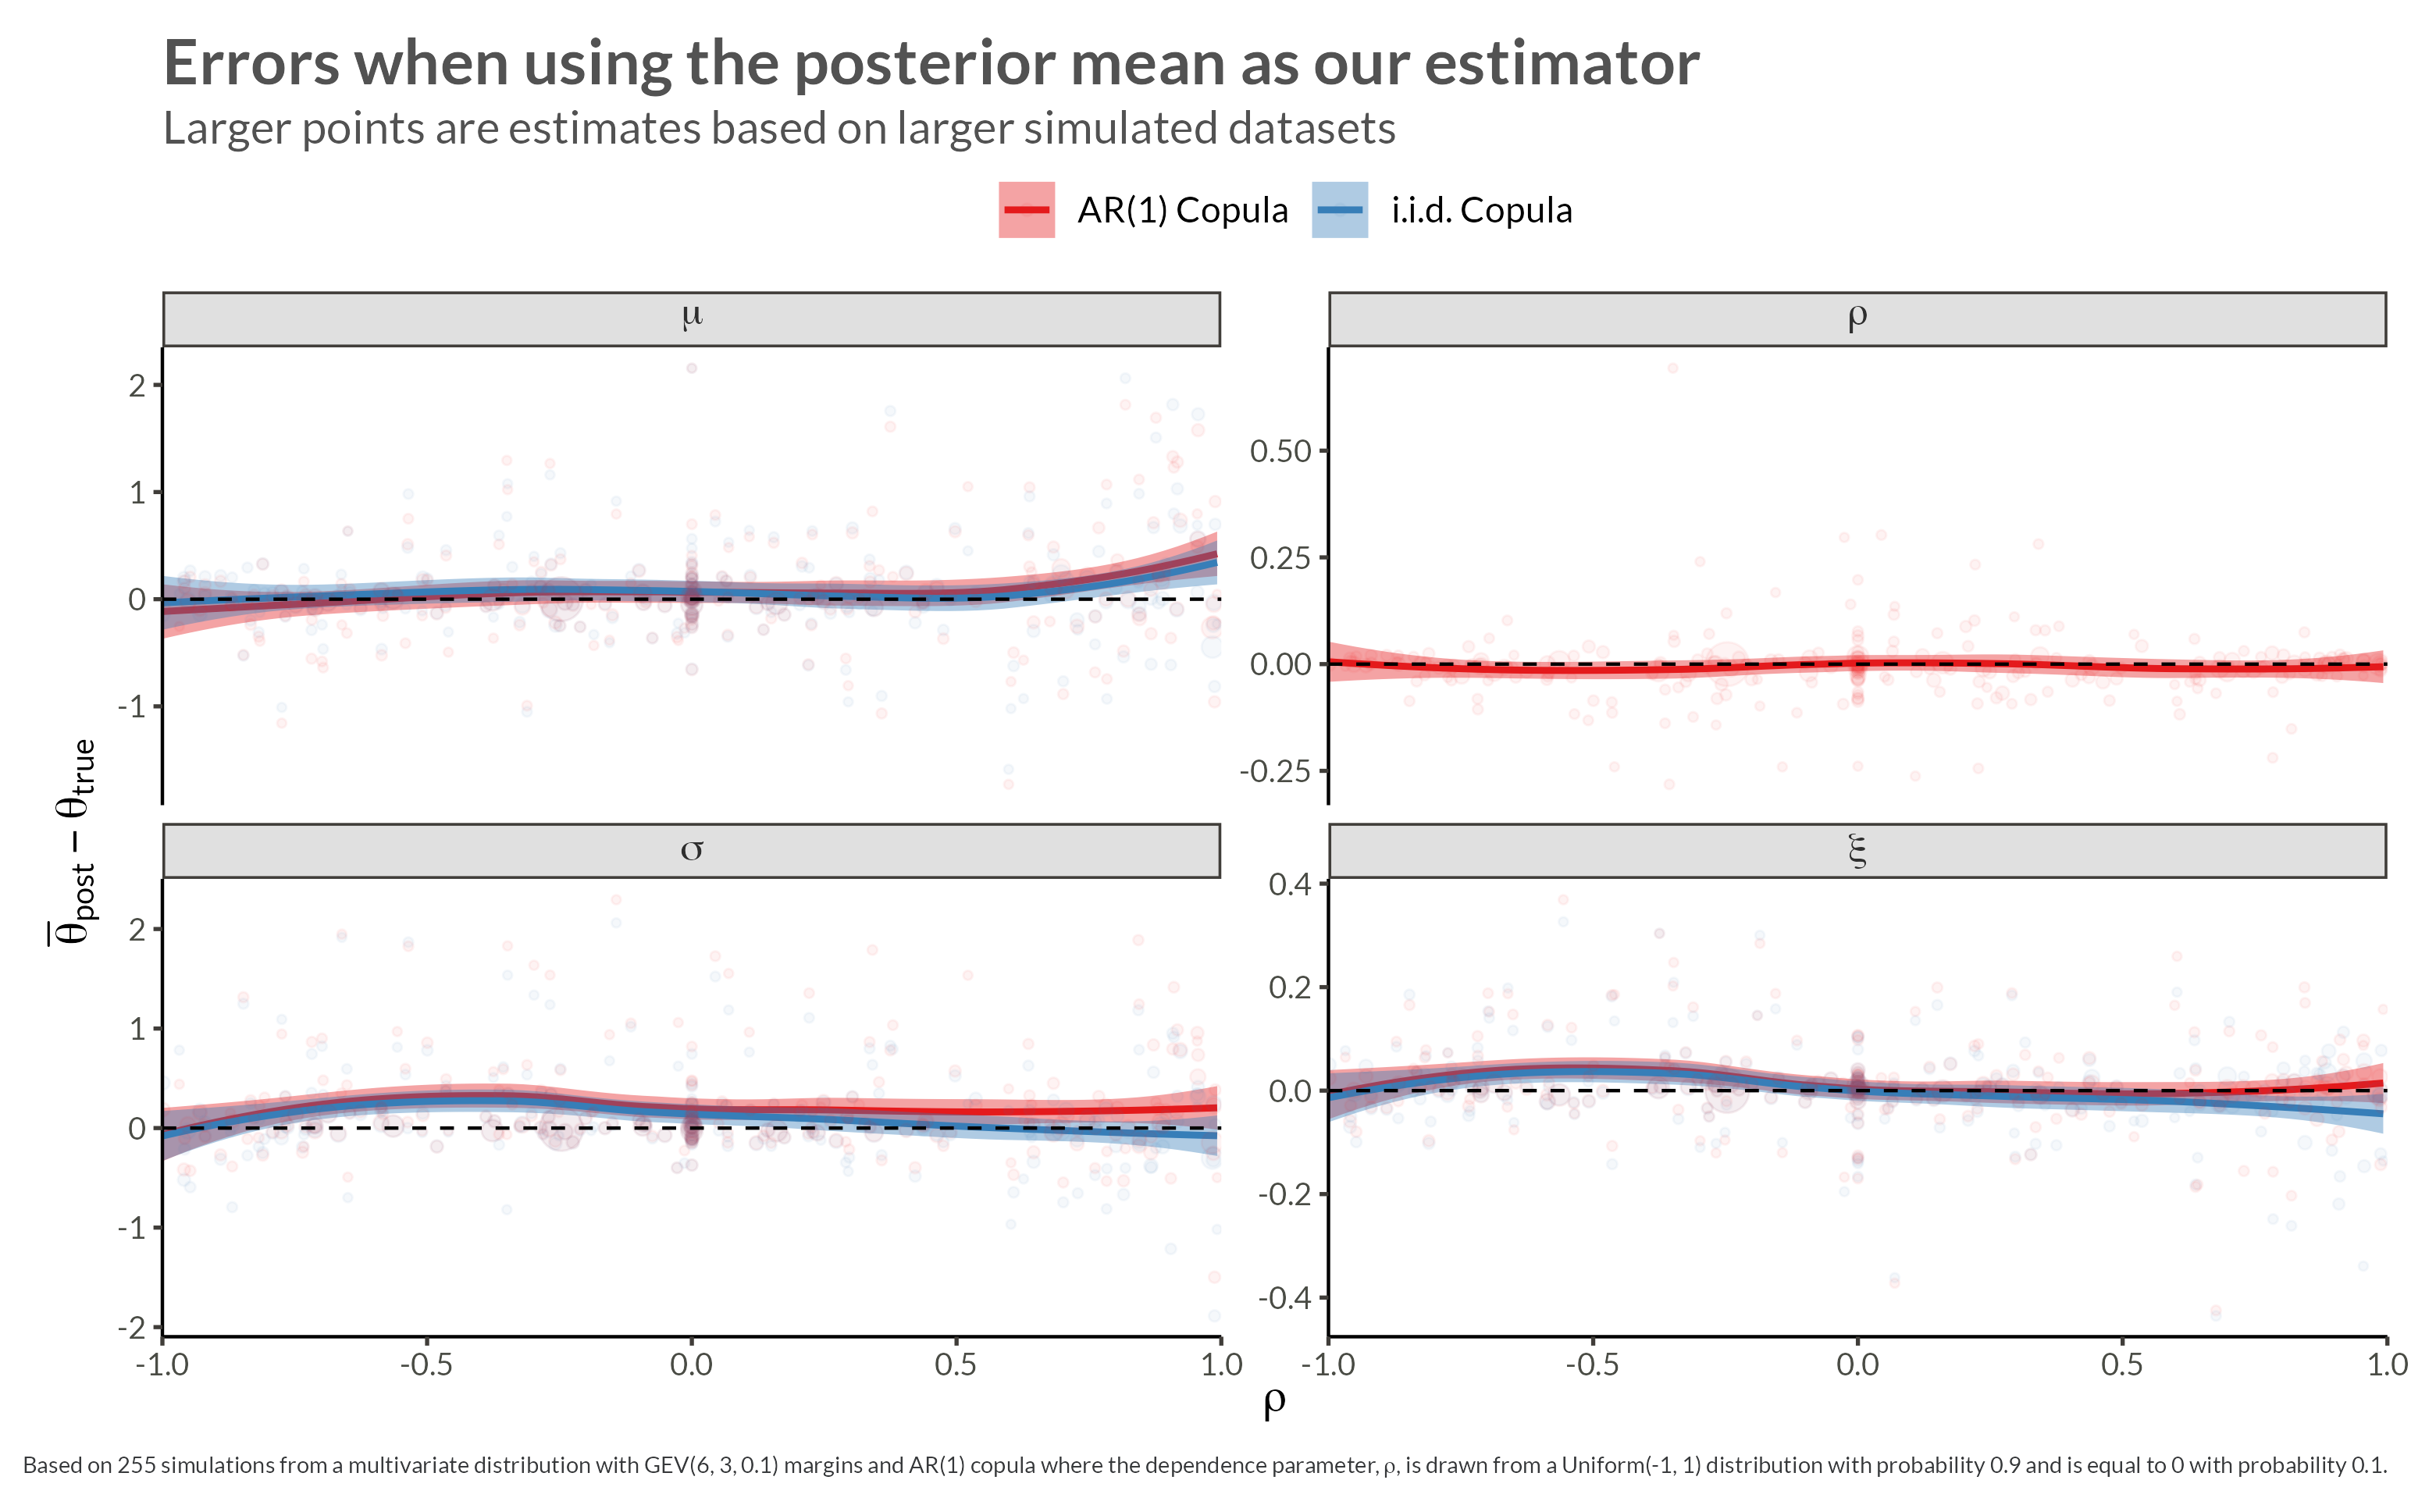 Errors when using the posterior mean as our estimator
Larger points are estimates based on larger simulated datasets
AR(1) Copula
i.i.d. Copula
μ
ρ
2
1
0
-1
0.50
0.25
0.00
-0.25
σ
ξ
2
1
0
-1
-2
0.4
0.2
0.0
-0.2
-0.4
θ̅post − θtrue
-1.0 -0.5 0.0 0.5 1.0
-1.0 -0.5 0.0 0.5 1.0
ρ
Based on 255 simulations from a multivariate distribution with GEV(6, 3, 0.1) margins and AR(1) copula where the dependence parameter, ρ, is drawn from a Uniform(-1, 1) distribution with probability 0.9 and is equal to 0 with probability 0.1.